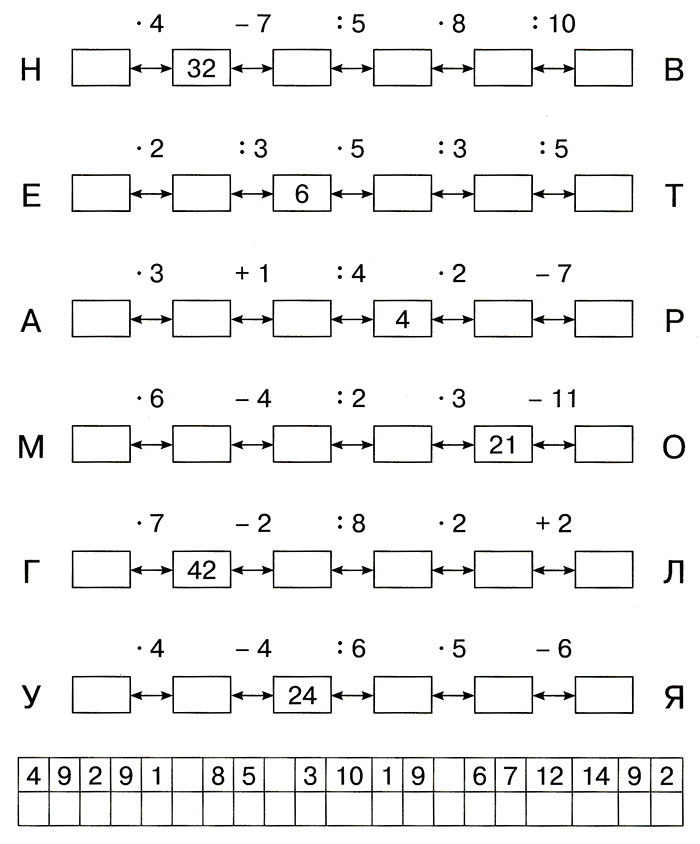 · 4 – 7 : 5 · 8 : 10
Н 32 В
· 2 : 3 · 5 : 3 : 5
Е 6 Т
· 3 + 1 : 4 · 2 – 7
А 4 Р
· 6 – 4 : 2 · 3 – 11
М 21 О
· 7 – 2 : 8 · 2 + 2
Г 42 Л
· 4 – 4 : 6 · 5 – 6
У 24 Я
4 9 2 9 1 8 5 3 10 1 9 6 7 12 14 9 2